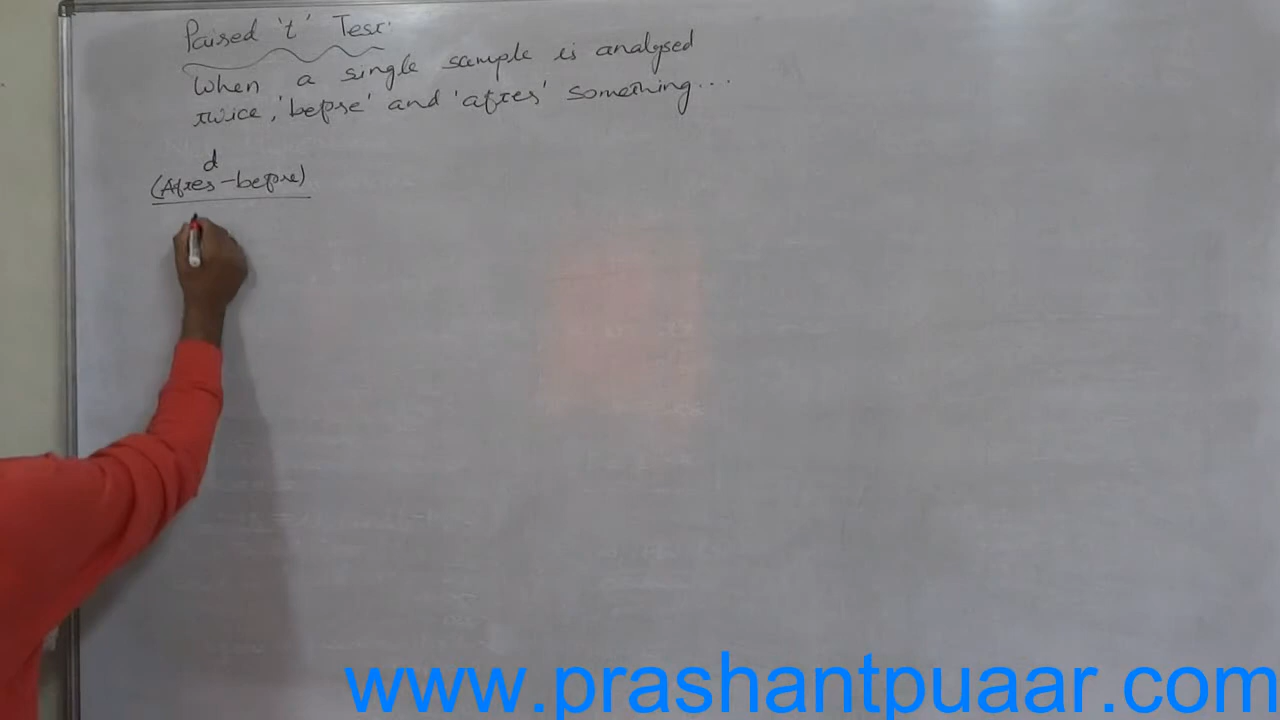 Paired 't' Test
When a single sample is analysed
twice, 'before' and 'after' something....
d
(After - before)
www.prashantpuaar.com